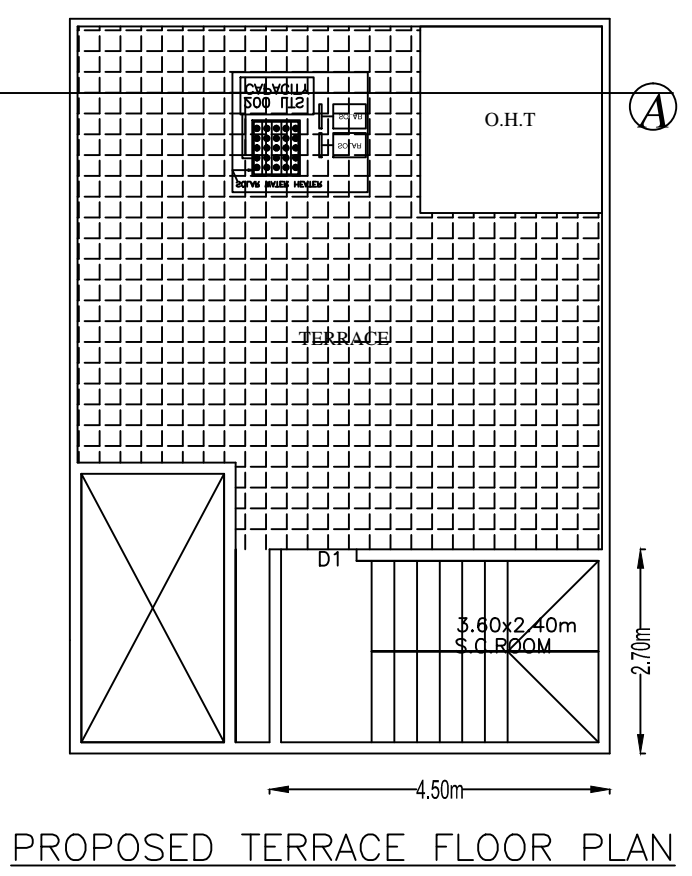 CAPACITY
200 LTS
SOLAR
SOLAR
SOLAR WATER HEATER
O.H.T
A
TERRACE
D1
3.60x2.40m
S.C.ROOM
2.70m
4.50m
PROPOSED TERRACE FLOOR PLAN